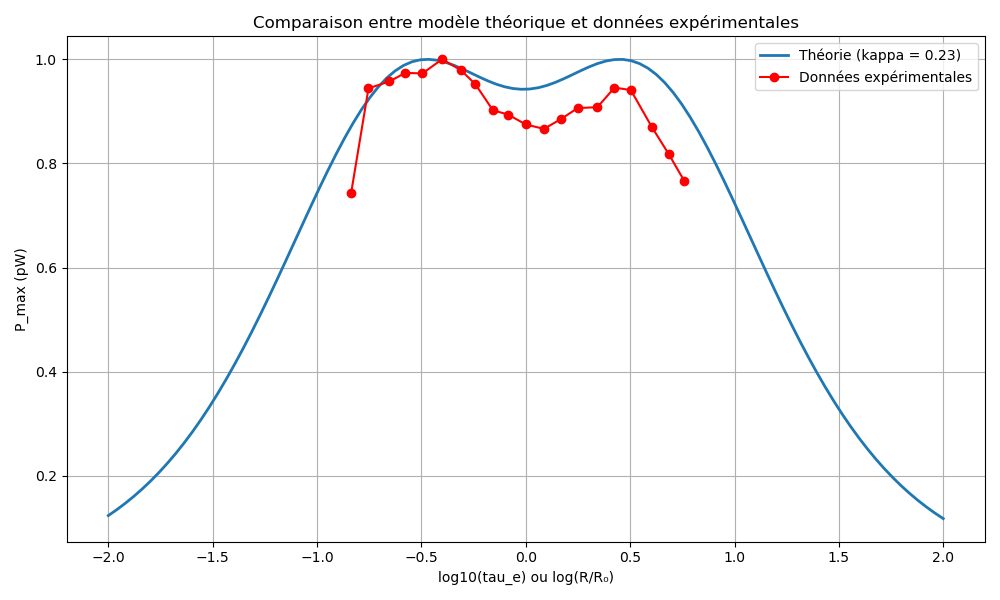 Comparaison entre modèle théorique et données expérimentales
Théorie (kappa = 0.23)
Données expérimentales
P_max (pW)
1.0
0.8
0.6
0.4
0.2
−2.0 −1.5 −1.0 −0.5 0.0 0.5 1.0 1.5 2.0
log10(tau_e) ou log(R/R₀)